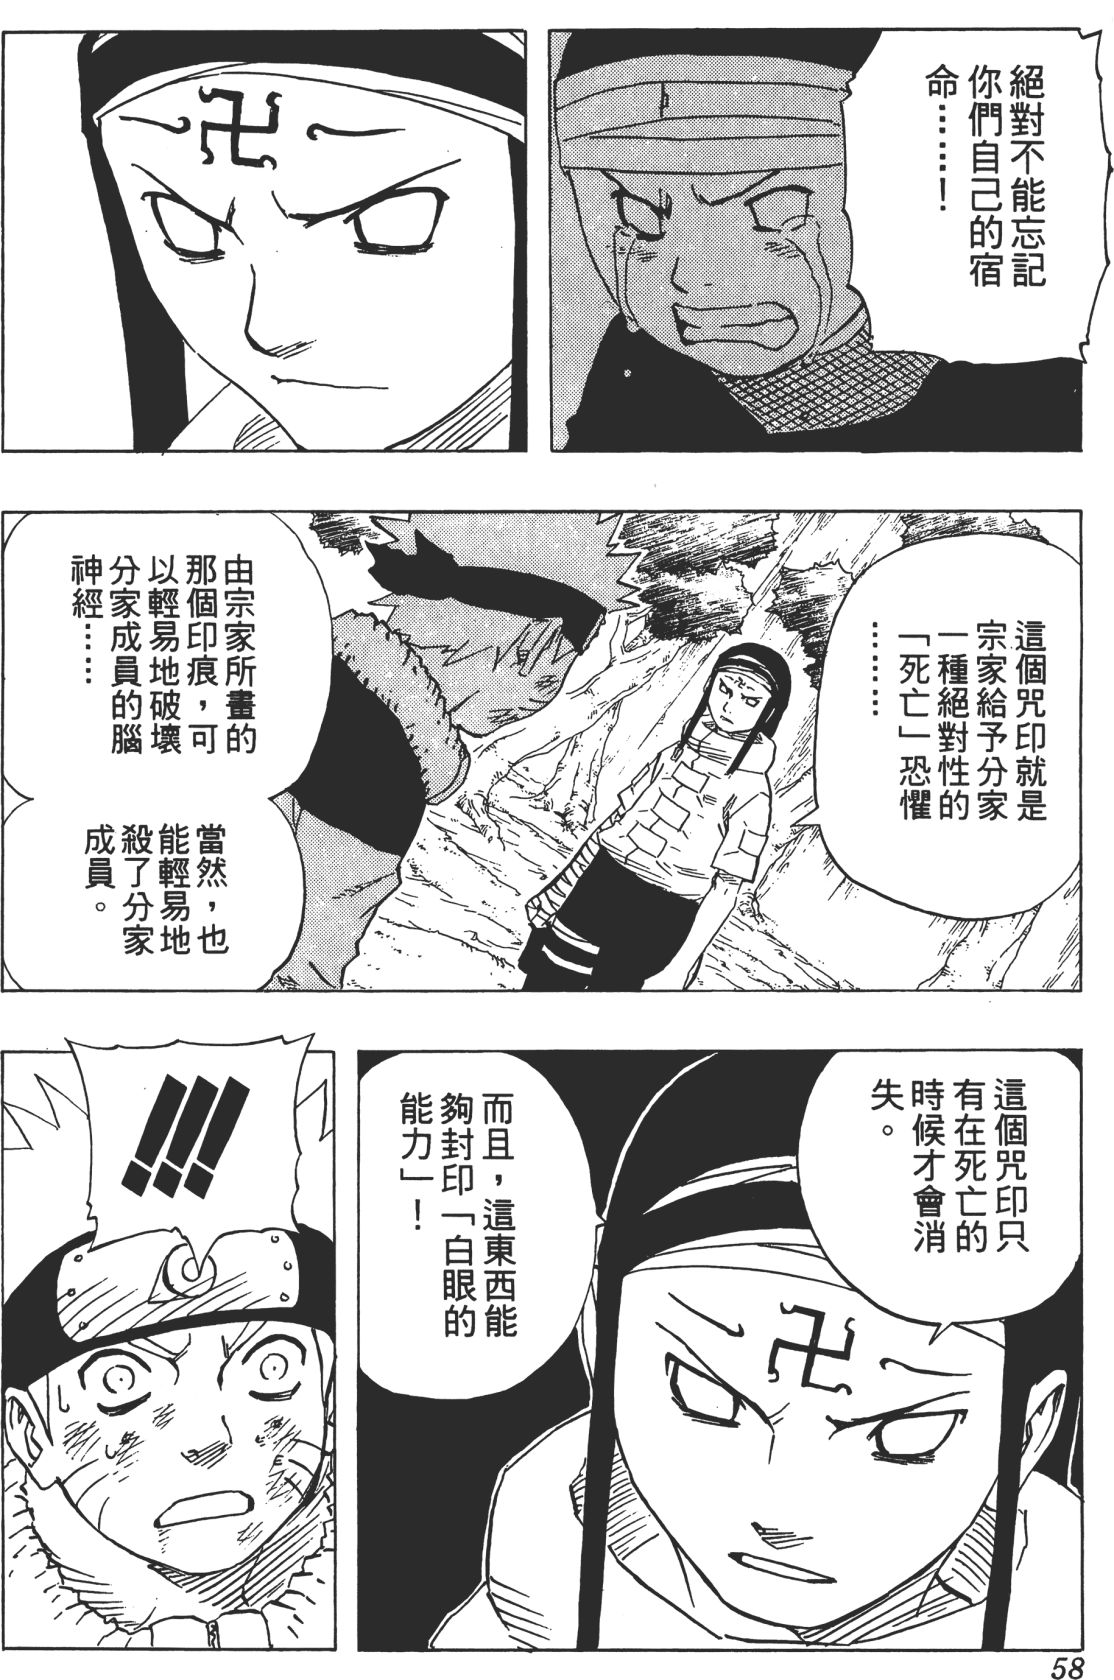 絕對不能忘記
你們自己的宿
命……！
這個咒印就是
宗家給予分家
一種絕對性的
「死亡」恐懼
………
由宗家所畫的
那個印痕，可
以輕易地破壞
分家成員的腦
神經……
當然，也
能輕易地
殺了分家
成員。
這個咒印只
有在死亡的
時候才會消
失。
而且，這東西能
夠封印「白眼的
能力」！
!!!
58